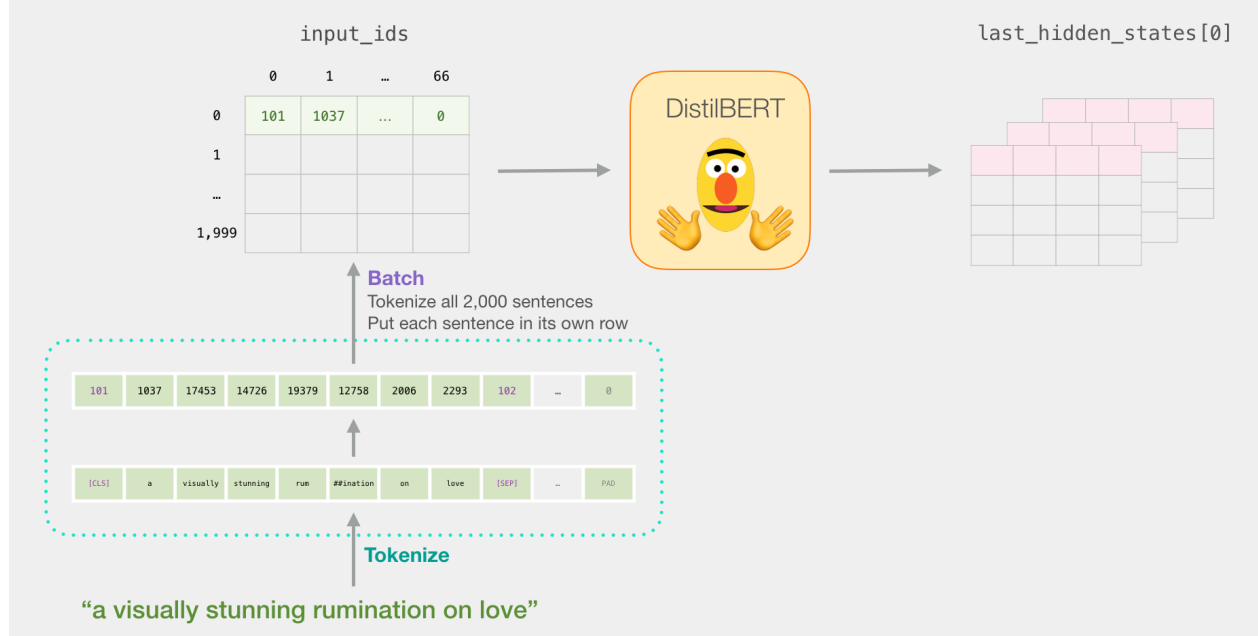 input_ids
last_hidden_states[0]
0 1 … 66
0 101 1037 … 0
1
…
1,999
DistilBERT
Batch
Tokenize all 2,000 sentences
Put each sentence in its own row
101 1037 17453 14726 19379 12758 2006 2293 102 … 0
[CLS] a visually stunning rum ##ination on love [SEP] … PAD
Tokenize
“a visually stunning rumination on love”